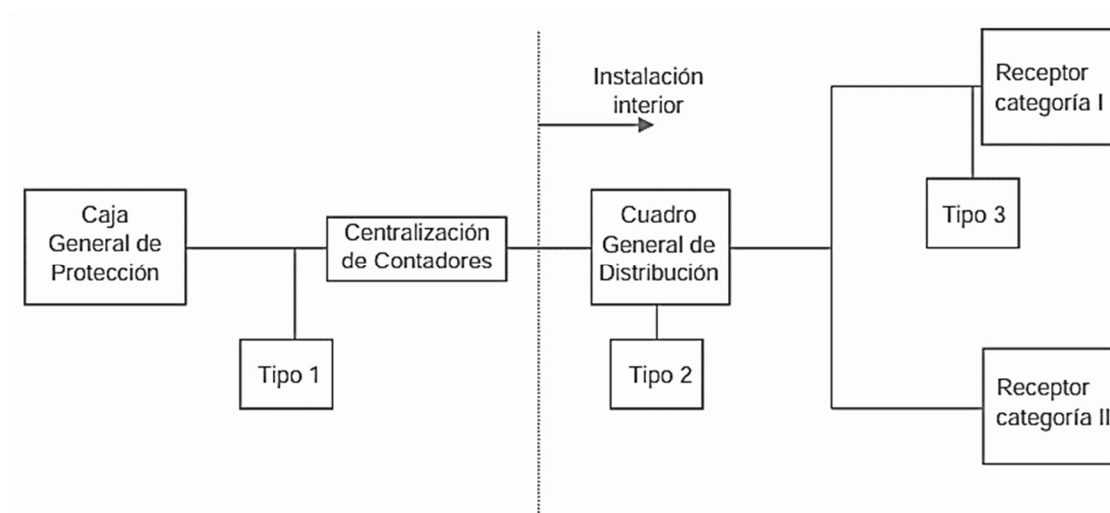 Instalación
interior
Receptor
categoría I
Tipo 3
Caja
General de
Protección
Centralización
de Contadores
Cuadro
General de
Distribución
Tipo 1
Tipo 2
Receptor
categoría II